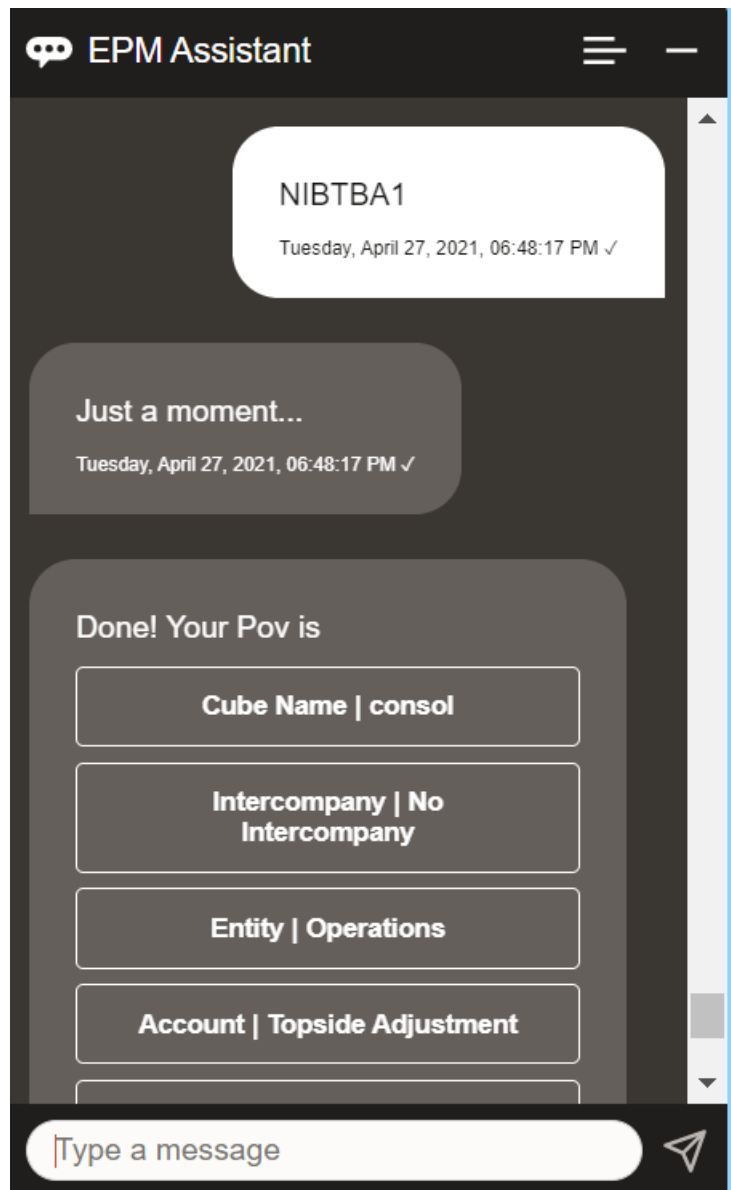 EPM Assistant
NIBTBA1
Tuesday, April 27, 2021, 06:48:17 PM ✓
Just a moment...
Tuesday, April 27, 2021, 06:48:17 PM ✓
Done! Your Pov is
Cube Name | consol
Intercompany | No
Intercompany
Entity | Operations
Account | Topside Adjustment
Type a message